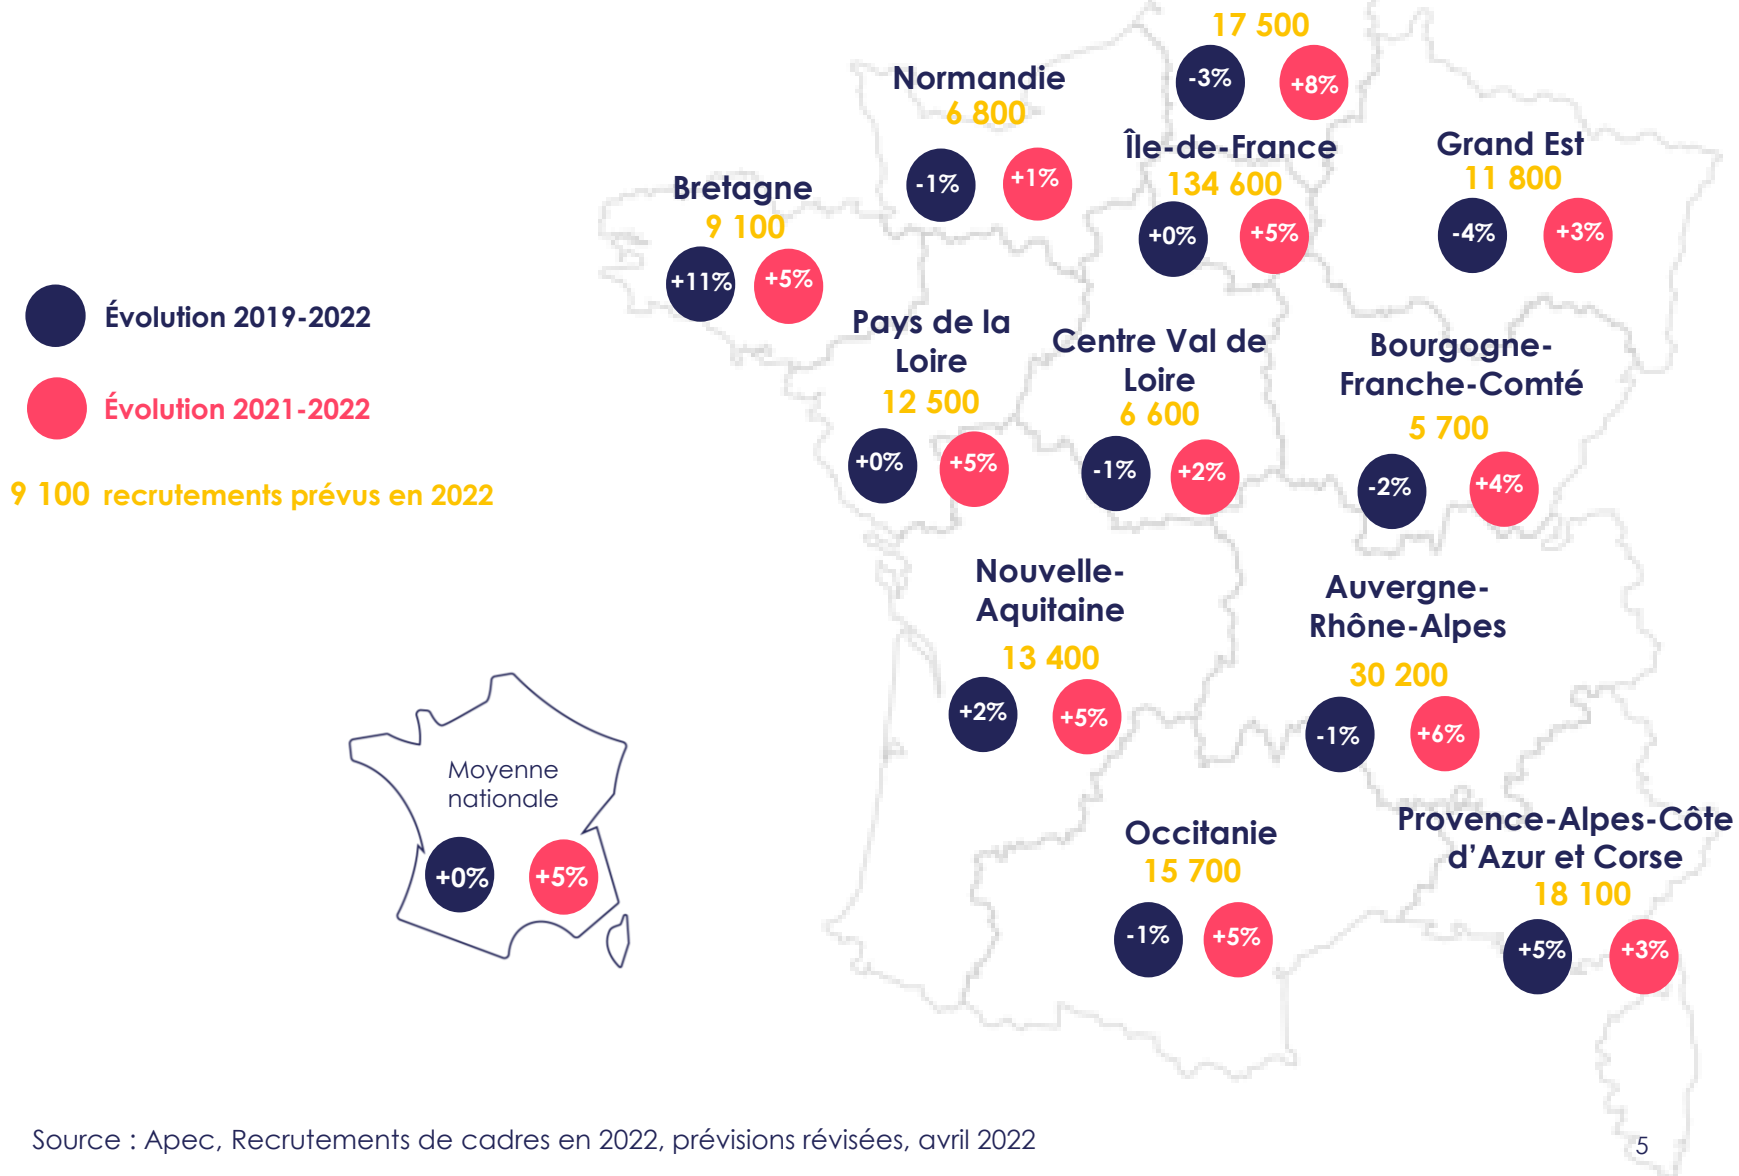 17 500
-3%
+8%
Normandie
6 800
-1%
+1%
Île-de-France
134 600
+0%
+5%
Grand Est
11 800
-4%
+3%
Bretagne
9 100
+11%
+5%
Évolution 2019-2022
Évolution 2021-2022
9 100 recrutements prévus en 2022
Pays de la
Loire
12 500
+0%
+5%
Centre Val de
Loire
6 600
-1%
+2%
Bourgogne-
Franche-Comté
5 700
-2%
+4%
Nouvelle-
Aquitaine
13 400
+2%
+5%
Auvergne-
Rhône-Alpes
30 200
-1%
+6%
Moyenne
nationale
+0%
+5%
Occitanie
15 700
-1%
+5%
Provence-Alpes-Côte
d’Azur et Corse
18 100
+5%
+3%
Source : Apec, Recrutements de cadres en 2022, prévisions révisées, avril 2022
5